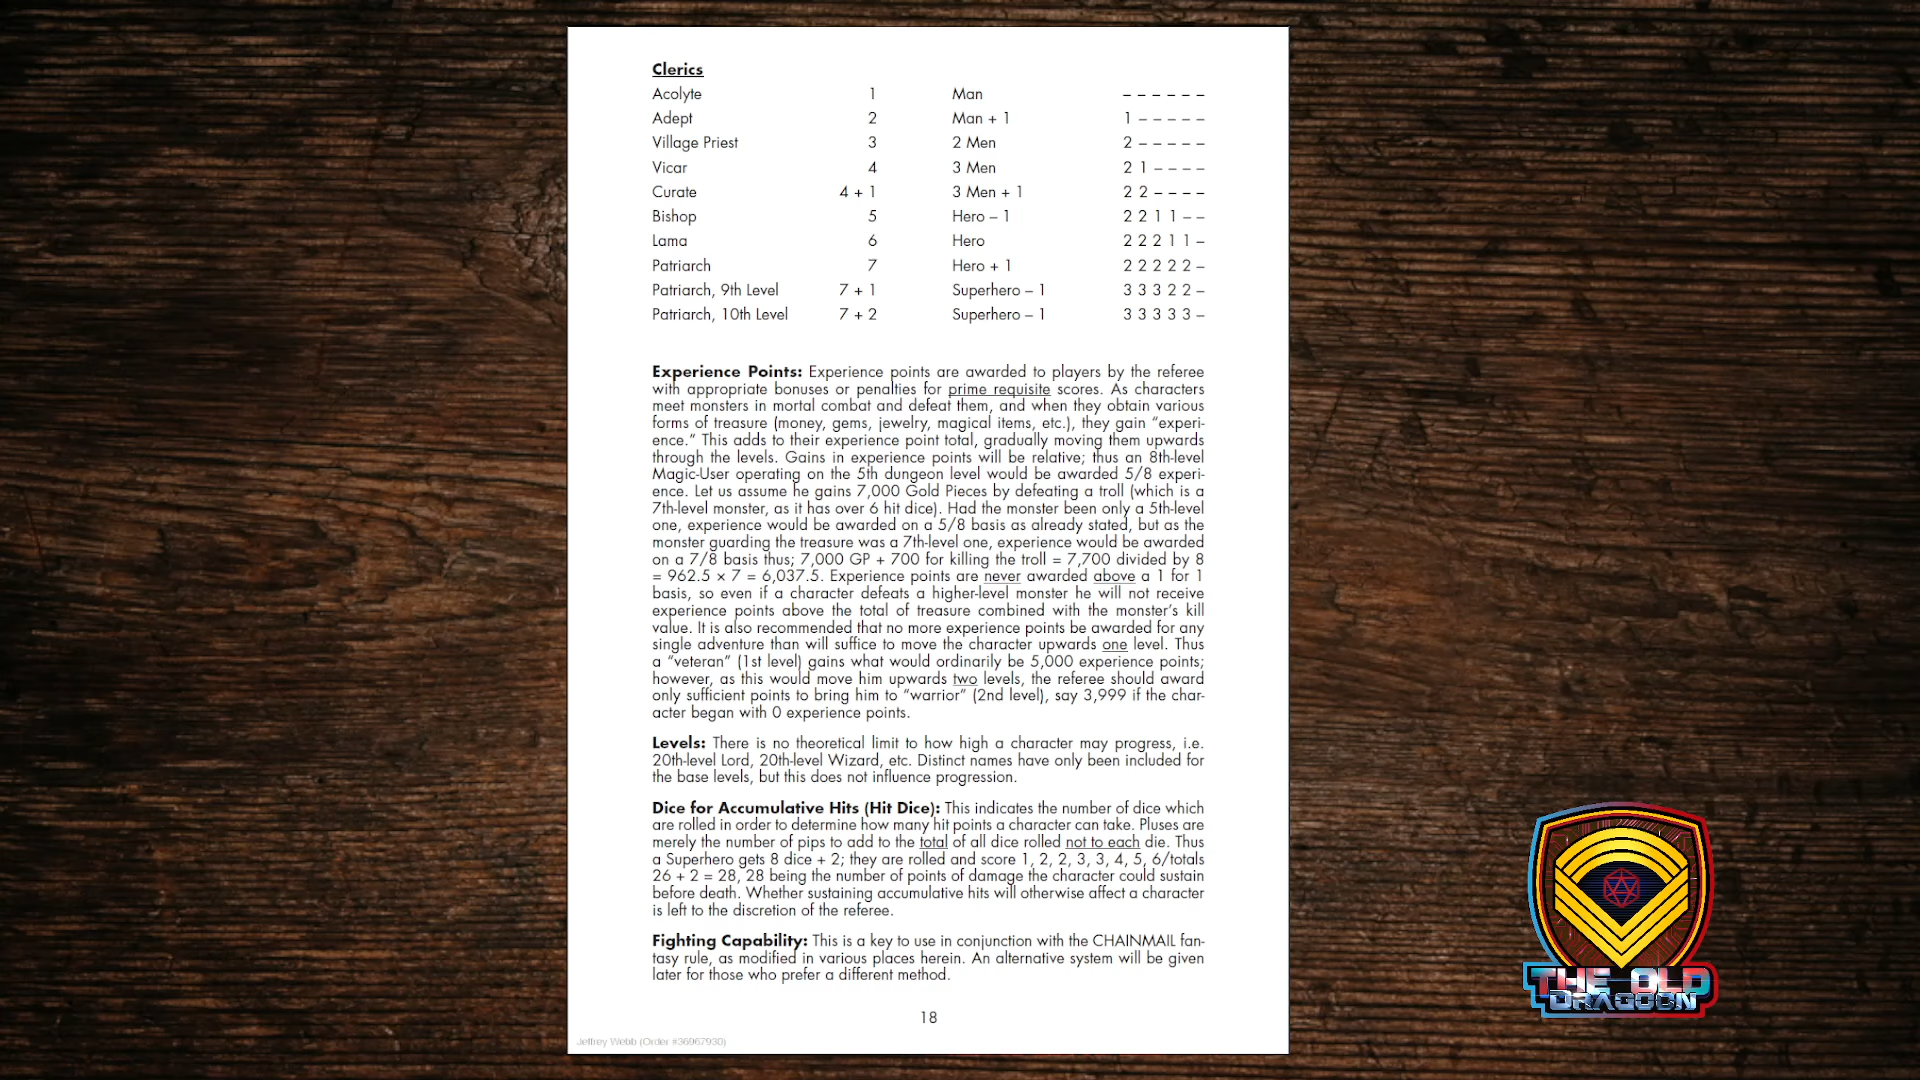 Clerics
Acolyte 1 Man – – – – – –
Adept 2 Man + 1 1 – – – – –
Village Priest 3 2 Men 2 – – – – –
Vicar 4 3 Men 2 1 – – – –
Curate 4 + 1 3 Men + 1 2 2 – – – –
Bishop 5 Hero – 1 2 2 1 1 – –
Lama 6 Hero 2 2 2 1 1 –
Patriarch 7 Hero + 1 2 2 2 2 2 –
Patriarch, 9th Level 7 + 1 Superhero – 1 3 3 3 2 2 –
Patriarch, 10th Level 7 + 2 Superhero – 1 3 3 3 3 3 –
Experience Points: Experience points are awarded to players by the referee
with appropriate bonuses or penalties for prime requisite scores. As characters
meet monsters in mortal combat and defeat them, and when they obtain various
forms of treasure (money, gems, jewelry, magical items, etc.), they gain “experi-
ence.” This adds to their experience point total, gradually moving them upwards
through the levels. Gains in experience points will be relative; thus an 8th-level
Magic-User operating on the 5th dungeon level would be awarded 5/8 experi-
ence. Let us assume he gains 7,000 Gold Pieces by defeating a troll (which is a
7th-level monster, as it has over 6 hit dice). Had the monster been only a 5th-level
one, experience would be awarded on a 5/8 basis as already stated, but as the
monster guarding the treasure was a 7th-level one, experience would be awarded
on a 7/8 basis thus; 7,000 GP + 700 for killing the troll = 7,700 divided by 8
= 962.5 × 7 = 6,037.5. Experience points are never awarded above a 1 for 1
basis, so even if a character defeats a higher-level monster he will not receive
experience points above the total of treasure combined with the monster’s kill
value. It is also recommended that no more experience points be awarded for any
single adventure than will suffice to move the character upwards one level. Thus
a “veteran” (1st level) gains what would ordinarily be 5,000 experience points;
however, as this would move him upwards two levels, the referee should award
only sufficient points to bring him to “warrior” (2nd level), say 3,999 if the char-
acter began with 0 experience points.
Levels: There is no theoretical limit to how high a character may progress, i.e.
20th-level Lord, 20th-level Wizard, etc. Distinct names have only been included for
the base levels, but this does not influence progression.
Dice for Accumulative Hits (Hit Dice): This indicates the number of dice which
are rolled in order to determine how many hit points a character can take. Pluses are
merely the number of pips to add to the total of all dice rolled not to each die. Thus
a Superhero gets 8 dice + 2; they are rolled and score 1, 2, 2, 3, 3, 4, 5, 6/totals
26 + 2 = 28, 28 being the number of points of damage the character could sustain
before death. Whether sustaining accumulative hits will otherwise affect a character
is left to the discretion of the referee.
Fighting Capability: This is a key to use in conjunction with the CHAINMAIL fan-
tasy rule, as modified in various places herein. An alternative system will be given
later for those who prefer a different method.
18
Jeffrey Webb (Order #36967930)
THE OLD
DRAGOON